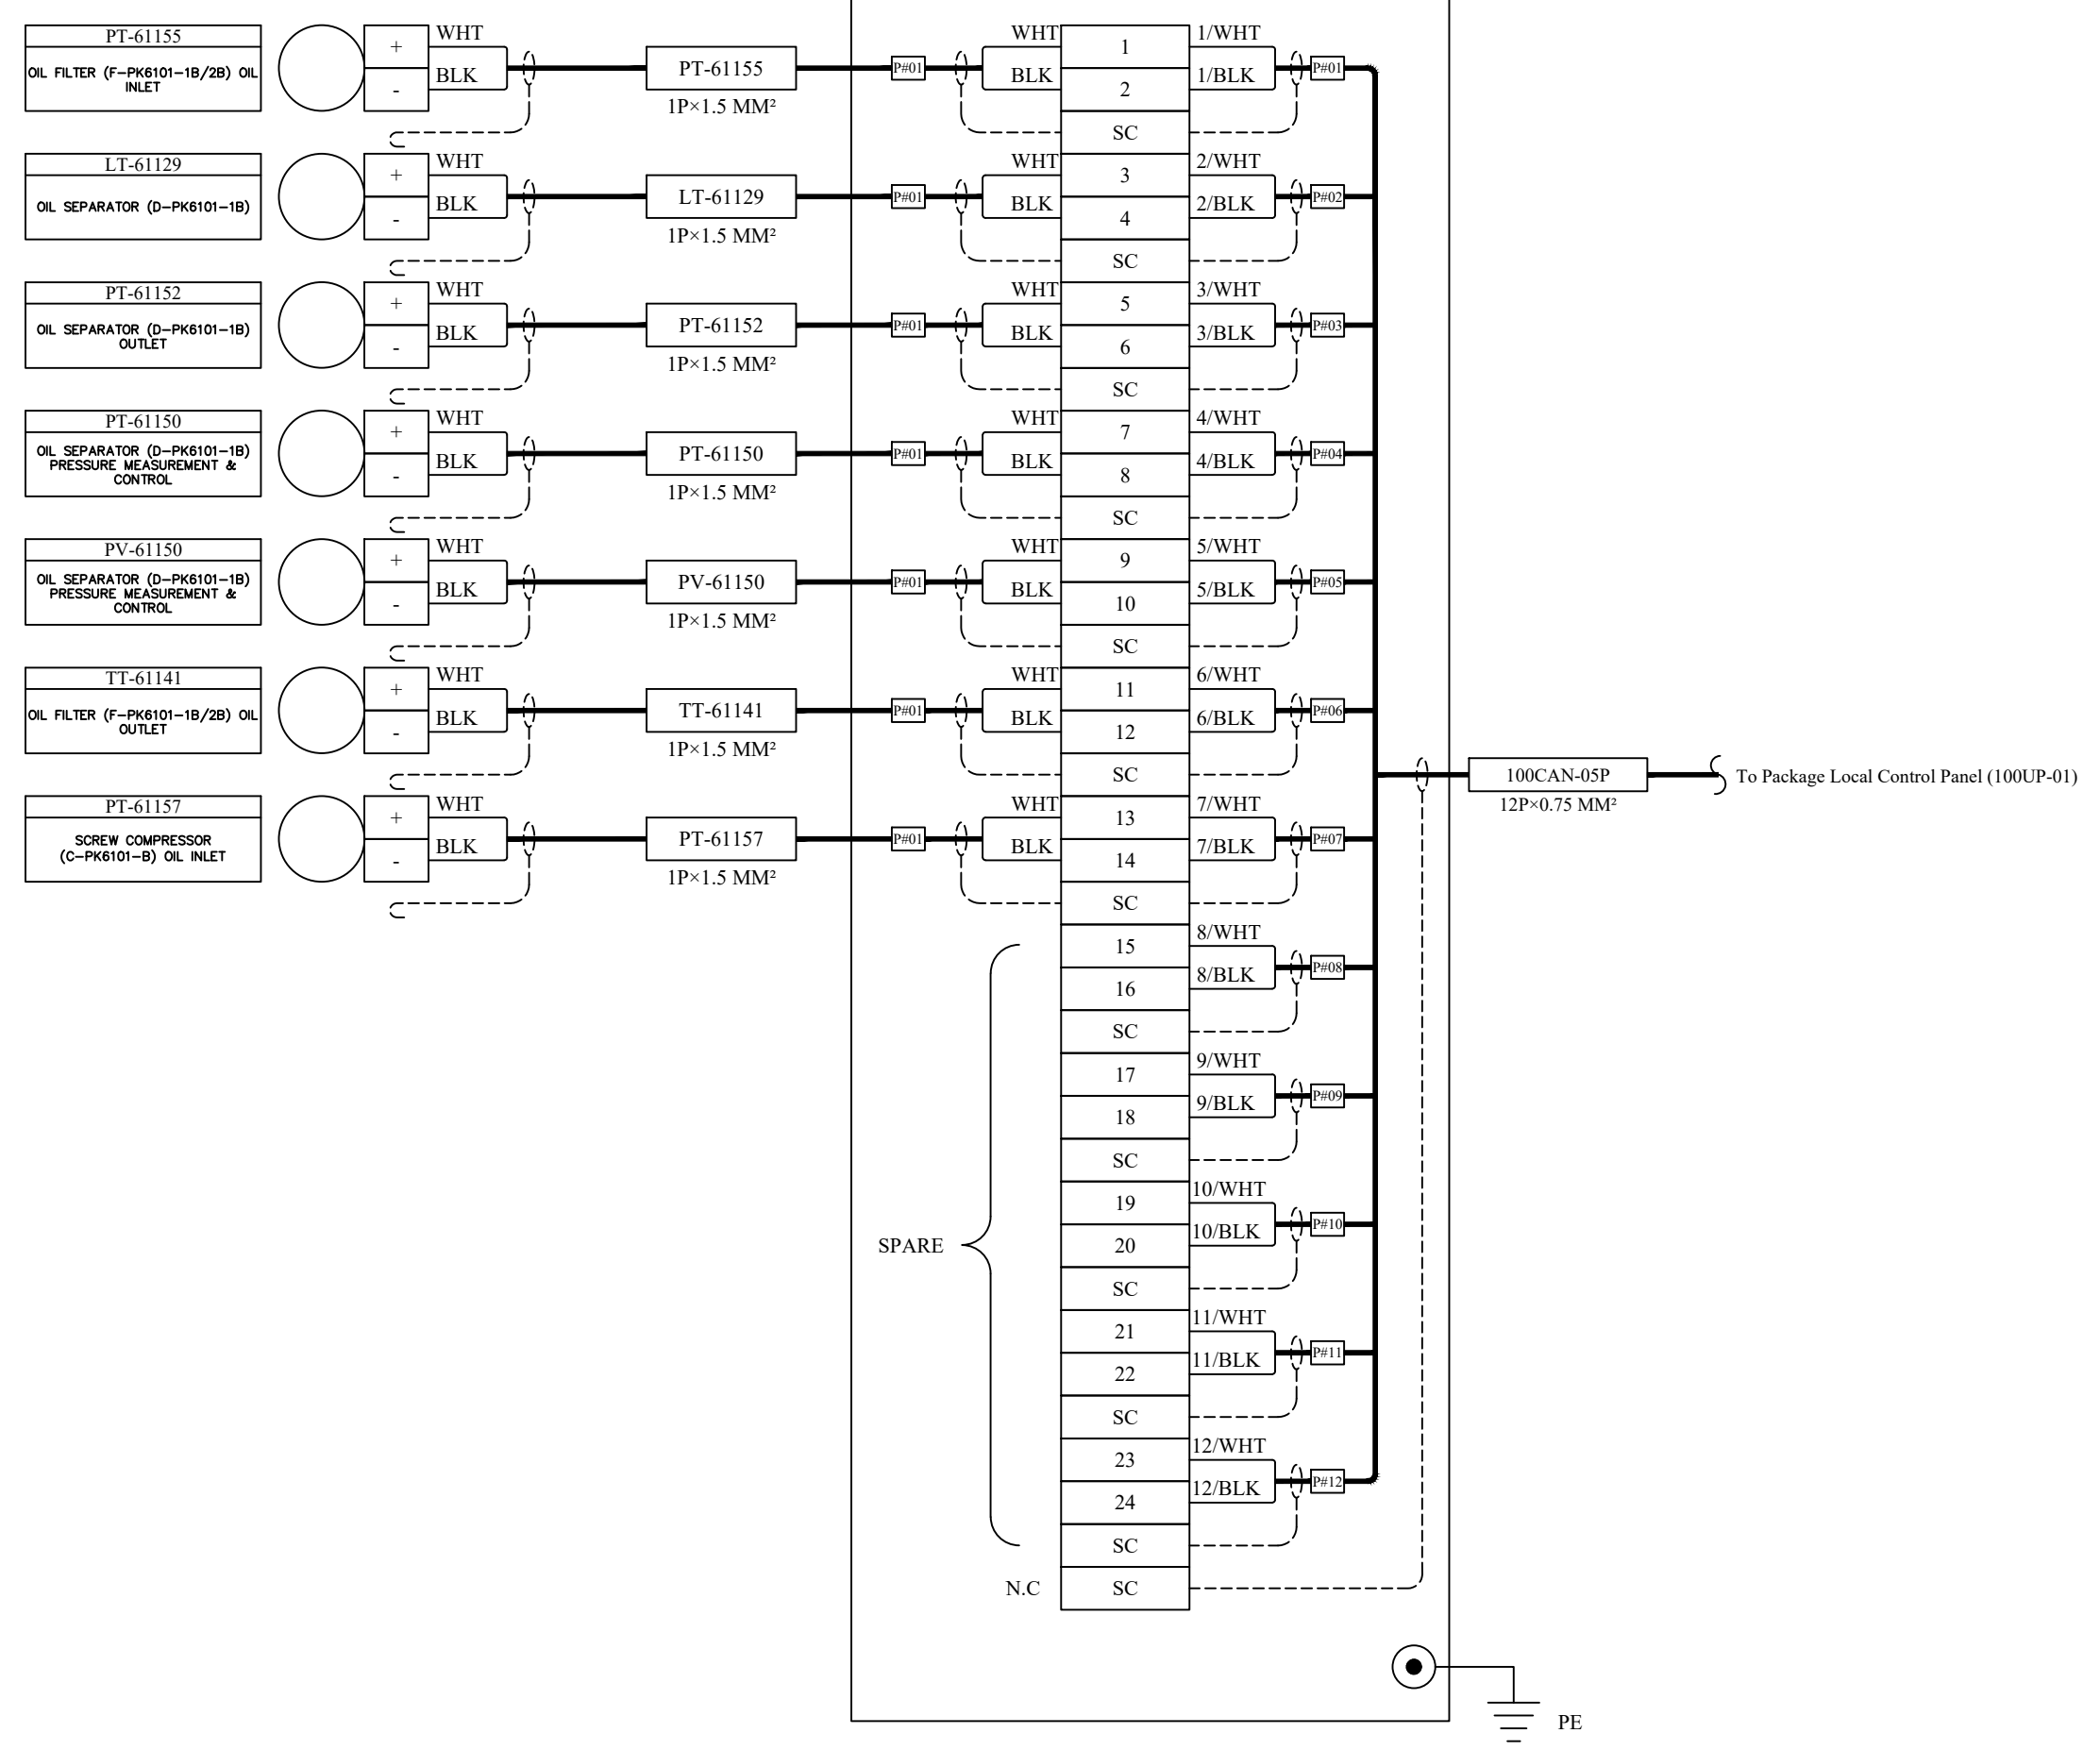 PT-61155
OIL FILTER (F-PK6101-1B/2B) OIL
INLET
+
-
WHT
BLK
PT-61155
1P×1.5 MM²
P#01
WHT
BLK
1
2
SC
1/WHT
1/BLK
P#01
LT-61129
OIL SEPARATOR (D-PK6101-1B)
+
-
WHT
BLK
LT-61129
1P×1.5 MM²
P#01
WHT
BLK
3
4
SC
2/WHT
2/BLK
P#02
PT-61152
OIL SEPARATOR (D-PK6101-1B)
OUTLET
+
-
WHT
BLK
PT-61152
1P×1.5 MM²
P#01
WHT
BLK
5
6
SC
3/WHT
3/BLK
P#03
PT-61150
OIL SEPARATOR (D-PK6101-1B)
PRESSURE MEASUREMENT &
CONTROL
+
-
WHT
BLK
PT-61150
1P×1.5 MM²
P#01
WHT
BLK
7
8
SC
4/WHT
4/BLK
P#04
PV-61150
OIL SEPARATOR (D-PK6101-1B)
PRESSURE MEASUREMENT &
CONTROL
+
-
WHT
BLK
PV-61150
1P×1.5 MM²
P#01
WHT
BLK
9
10
SC
5/WHT
5/BLK
P#05
TT-61141
OIL FILTER (F-PK6101-1B/2B) OIL
OUTLET
+
-
WHT
BLK
TT-61141
1P×1.5 MM²
P#01
WHT
BLK
11
12
SC
6/WHT
6/BLK
P#06
PT-61157
SCREW COMPRESSOR
(C-PK6101-B) OIL INLET
+
-
WHT
BLK
PT-61157
1P×1.5 MM²
P#01
WHT
BLK
13
14
SC
7/WHT
7/BLK
P#07
100CAN-05P
12P×0.75 MM²
To Package Local Control Panel (100UP-01)
SPARE
15
16
SC
8/WHT
8/BLK
P#08
17
18
SC
9/WHT
9/BLK
P#09
19
20
SC
10/WHT
10/BLK
P#10
21
22
SC
11/WHT
11/BLK
P#11
23
24
SC
12/WHT
12/BLK
P#12
N.C
SC
PE